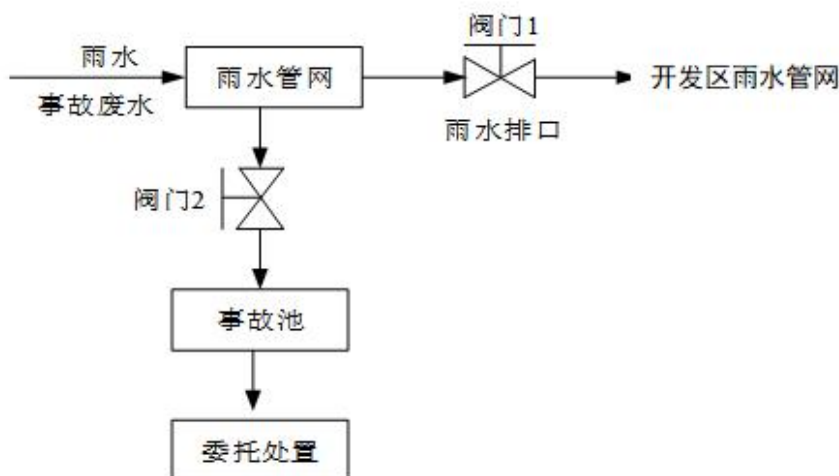 阀门1
雨水
雨水管网
开发区雨水管网
事故废水
雨水排口
阀门2
事故池
委托处置